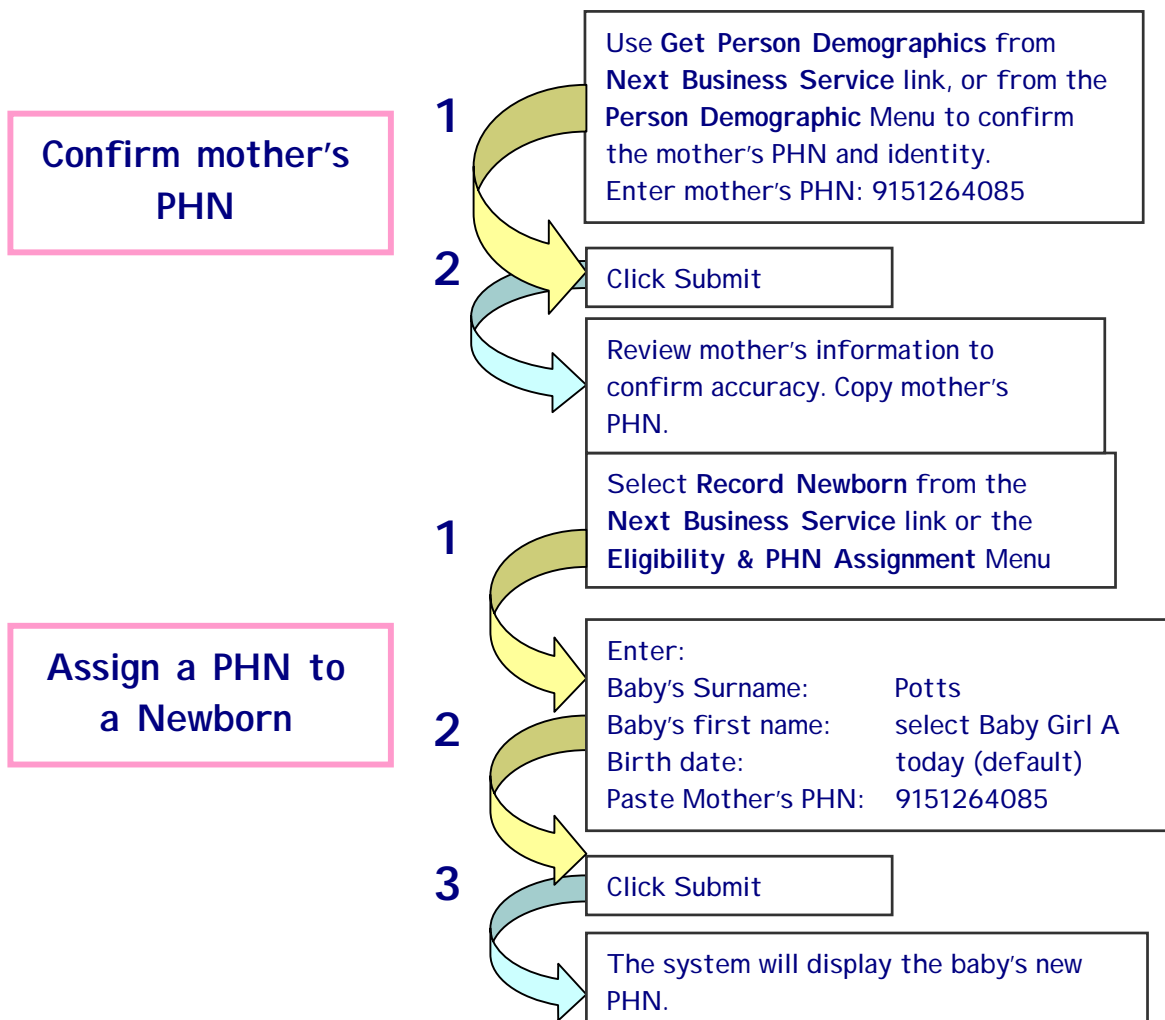 Confirm mother's
PHN
1
Use Get Person Demographics from
Next Business Service link, or from the
Person Demographic Menu to confirm
the mother's PHN and identity.
Enter mother's PHN: 9151264085
2
Click Submit
Review mother's information to
confirm accuracy. Copy mother's
PHN.
Assign a PHN to
a Newborn
1
Select Record Newborn from the
Next Business Service link or the
Eligibility & PHN Assignment Menu
2
Enter:
Baby's Surname: Potts
Baby's first name: select Baby Girl A
Birth date: today (default)
Paste Mother's PHN: 9151264085
3
Click Submit
The system will display the baby's new
PHN.